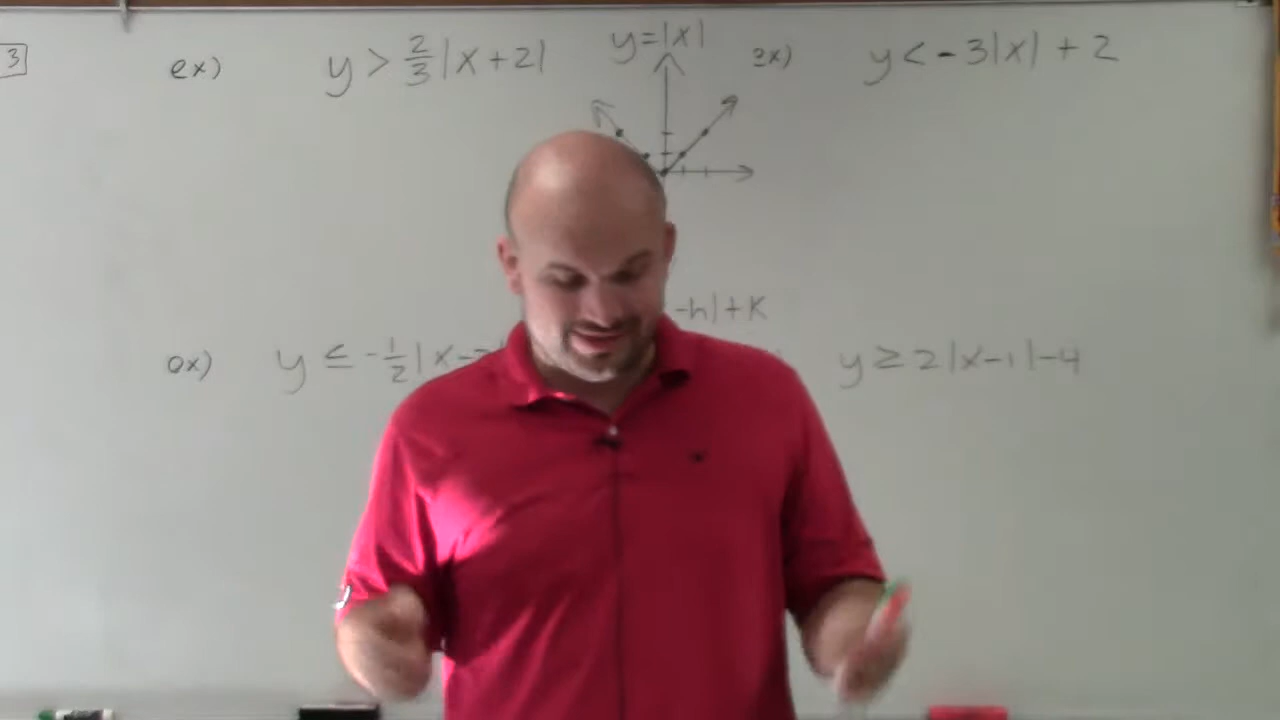 3
ex) y > 2/3 |x+2|
y=|x|
ex) y < -3|x| + 2
-h|+k
ex) y ≤ -1/2 |x-
y ≥ 2|x-1|-4